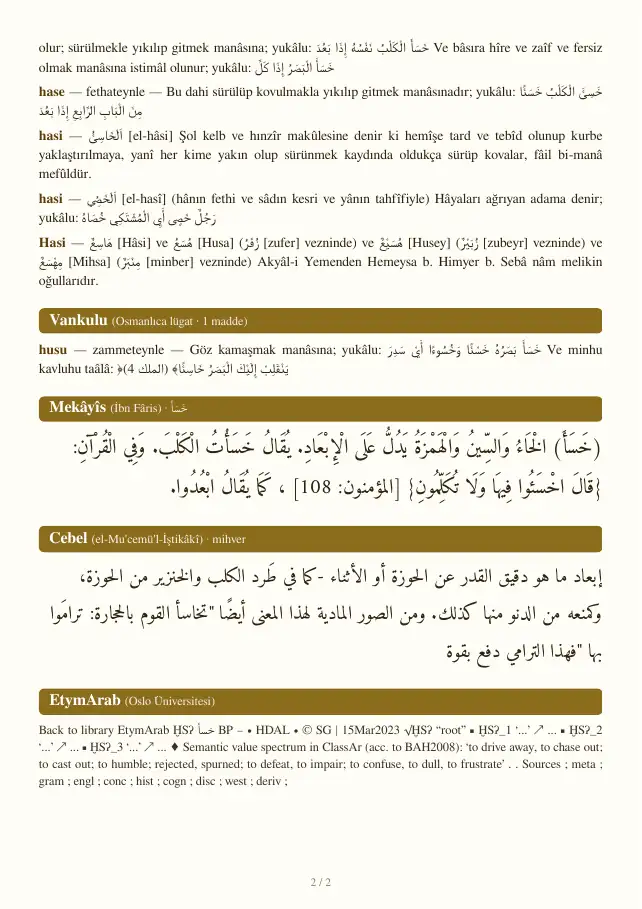 olur; sürülmekle yıkılıp gitmek manâsına; yukâlu: خَسَأَ الْكَلْبُ نَفْسُهُ إِذَا بَعُدَ Ve bâsıra hîre ve zaîf ve fersiz
olmak manâsına istimâl olunur; yukâlu: خَسَأَ الْبَصَرُ إِذَا كَلَّ
hase — fethateynle — Bu dahi sürülüp kovulmakla yıkılıp gitmek manâsınadır; yukâlu: خَسِئَ الْكَلْبُ خَسَئًا
مِنَ الْبَابِ الرَّابِعِ إِذَا بَعُدَ
hasi — اَلْخَاسِئُ [el-hâsi] Şol kelb ve hınzîr makûlesine denir ki hemîşe tard ve tebîd olunup kurbe
yaklaştırılmaya, yanî her kime yakın olup sürünmek kaydında oldukça sürüp kovalar, fâil bi-manâ
mefûldür.
hasi — اَلْخَصِي [el-hasî] (hânın fethi ve sâdın kesri ve yânın tahfîfiyle) Hâyaları ağrıyan adama denir;
yukâlu: رَجُلٌ خَصٍي أَيِ الْمُشْتَكِي خُصَاهُ
Hasi — هَاسِعٌ [Hâsi] ve هُسَعُ [Husa] (زُفَرُ [zufer] vezninde) ve هُسَيْعٌ [Husey] (زُبَيْرٌ [zubeyr] vezninde) ve
مِهْسَعٌ [Mihsa] (مِنْبَرٌ [minber] vezninde) Akyâl-i Yemenden Hemeysa b. Himyer b. Sebâ nâm melikin
oğullarıdır.
Vankulu (Osmanlıca lügat · 1 madde)
husu — zammeteynle — Göz kamaşmak manâsına; yukâlu: خَسَأَ بَصَرُهُ خَسْئًا وَخُسُوءًا أَيْ سَدِرَ Ve minhu
kavluhu taâlâ: ﴿يَنْقَلِبْ إِلَيْكَ الْبَصَرُ خَاسِئًا﴾ (الملك 4)
Mekâyîs (İbn Fâris) · خَسَأَ
(خَسَأَ) الْخَاءُ وَالسِّينُ وَالْهَمْزَةُ يَدُلُّ عَلَى الْإِبْعَادِ. يُقَالُ خَسَأْتُ الْكَلْبَ. وَفِي الْقُرْآنِ:
{قَالَ اخْسَئُوا فِيهَا وَلَا تُكَلِّمُونِ} [المؤمنون: 108] ، كَمَا يُقَالُ ابْعُدُوا.
Cebel (el-Mu'cemü'l-İştikâkî) · mihver
إبعاد ما هو دقيق القدر عن الحوزة أو الأثناء -كما في طَرد الكلب والخنزير من الحوزة،
وكمنعه من الدنو منها كذلك. ومن الصور المادية لهذا المعنى أيضًا "تخاسأ القوم بالحجارة: ترامَوا
بها "فهذا الترامي دفع بقوة
EtymArab (Oslo Üniversitesi)
Back to library EtymArab ḪSʔ خسأ BP – • HDAL • © SG | 15Mar2023 √ḪSʔ “root” ▪ ḪSʔ_1 ‘...’ ↗ ... ▪ ḪSʔ_2
‘...’ ↗ ... ▪ ḪSʔ_3 ‘...’ ↗ ... ♦ Semantic value spectrum in ClassAr (acc. to BAH2008): ‘to drive away, to chase out;
to cast out; to humble; rejected, spurned; to defeat, to impair; to confuse, to dull, to frustrate’ . . Sources ; meta ;
gram ; engl ; conc ; hist ; cogn ; disc ; west ; deriv ;
2 / 2